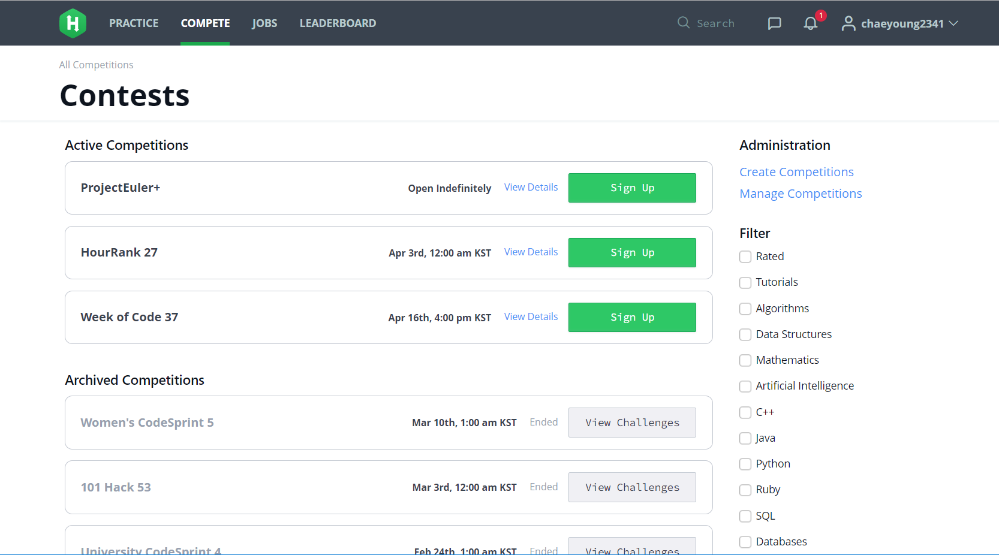 H PRACTICE COMPETE JOBS LEADERBOARD Search 1 chaeyoung2341
All Competitions
Contests
Active Competitions
ProjectEuler+ Open Indefinitely View Details Sign Up
HourRank 27 Apr 3rd, 12:00 am KST View Details Sign Up
Week of Code 37 Apr 16th, 4:00 pm KST View Details Sign Up
Archived Competitions
Women's CodeSprint 5 Mar 10th, 1:00 am KST Ended View Challenges
101 Hack 53 Mar 3rd, 12:00 am KST Ended View Challenges
University CodeSprint 4 Feb 24th, 1:00 am KST Ended View Challenges
Administration
Create Competitions
Manage Competitions
Filter
Rated
Tutorials
Algorithms
Data Structures
Mathematics
Artificial Intelligence
C++
Java
Python
Ruby
SQL
Databases